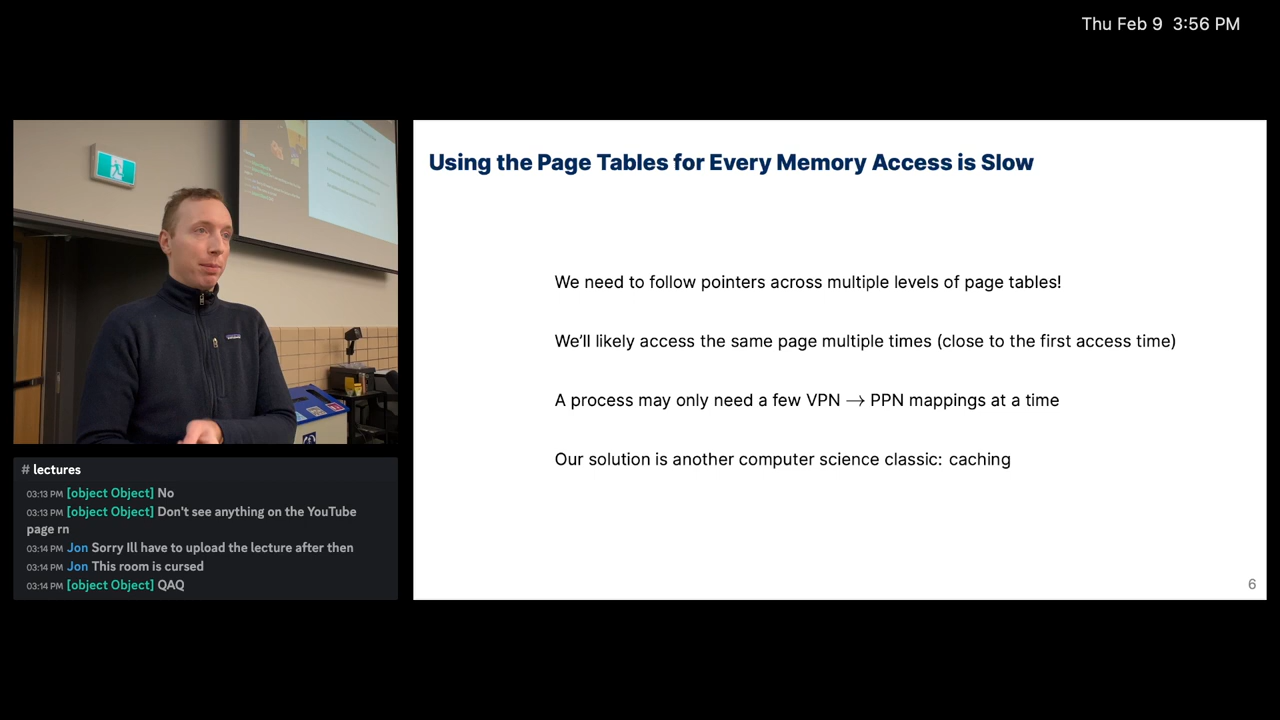 Thu Feb 9 3:56 PM
Using the Page Tables for Every Memory Access is Slow
We need to follow pointers across multiple levels of page tables!
We'll likely access the same page multiple times (close to the first access time)
A process may only need a few VPN → PPN mappings at a time
Our solution is another computer science classic: caching
6
# lectures
03:13 PM [object Object] No
03:13 PM [object Object] Don't see anything on the YouTube
page rn
03:14 PM Jon Sorry Ill have to upload the lecture after then
03:14 PM Jon This room is cursed
03:14 PM [object Object] QAQ